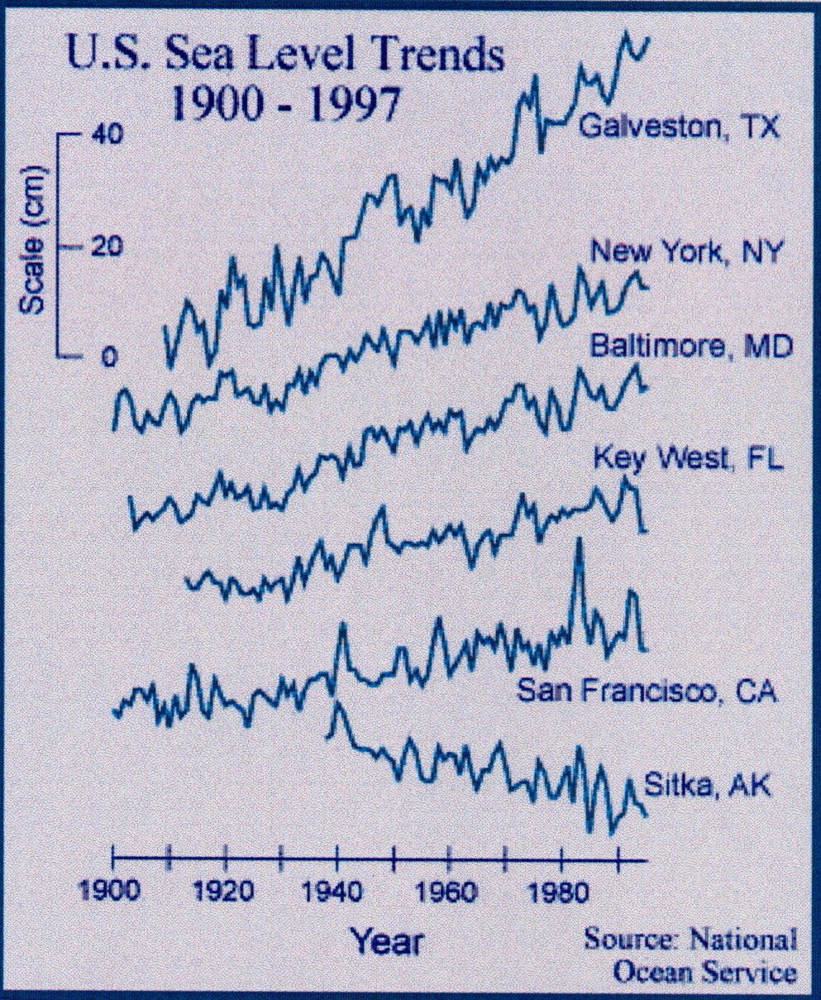 U.S. Sea Level Trends
1900 - 1997
40
20
0
Scale (cm)
Galveston, TX
New York, NY
Baltimore, MD
Key West, FL
San Francisco, CA
Sitka, AK
1900 1920 1940 1960 1980
Year
Source: National
Ocean Service